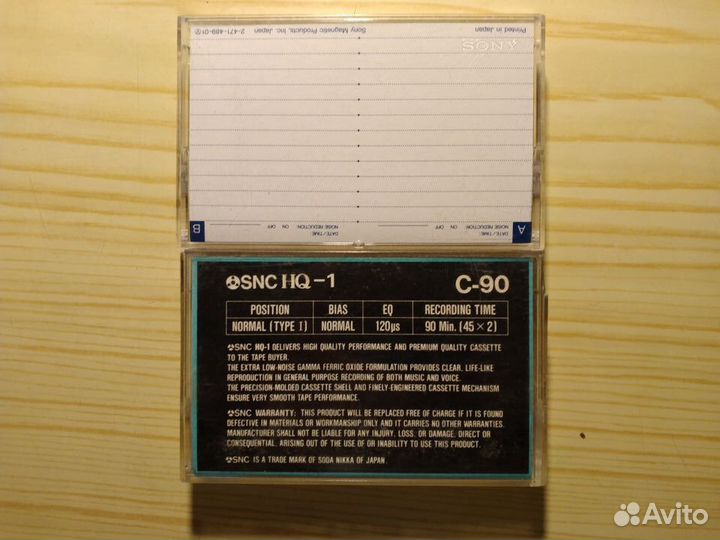 Printed in Japan Sony Magnetic Products, Inc. Japan 2-471-489-01
SONY
A
B
DATE/TIME:
NOISE REDUCTION: ON OFF
DATE/TIME:
NOISE REDUCTION: ON OFF
SNC HQ-1 C-90
POSITION BIAS EQ RECORDING TIME
NORMAL (TYPE I) NORMAL 120µs 90 Min. (45 × 2)
SNC HQ-1 DELIVERS HIGH QUALITY PERFORMANCE AND PREMIUM QUALITY CASSETTE
TO THE TAPE BUYER.
THE EXTRA LOW-NOISE GAMMA FERRIC OXIDE FORMULATION PROVIDES CLEAR. LIFE-LIKE
REPRODUCTION IN GENERAL PURPOSE RECORDING OF BOTH MUSIC AND VOICE.
THE PRECISION-MOLDED CASSETTE SHELL AND FINELY-ENGINEERED CASSETTE MECHANISM
ENSURE VERY SMOOTH TAPE PERFORMANCE.
SNC WARRANTY: THIS PRODUCT WILL BE REPLACED FREE OF CHARGE IF IT IS FOUND
DEFECTIVE IN MATERIALS OR WORKMANSHIP ONLY AND IT CARRIES NO OTHER WARRANTIES.
MANUFACTURER SHALL NOT BE LIABLE FOR ANY INJURY. LOSS. OR DAMAGE. DIRECT OR
CONSEQUENTIAL. ARISING OUT OF THE USE OF OR INABILITY TO USE THIS PRODUCT.
SNC IS A TRADE MARK OF SODA NIKKA OF JAPAN.
Avito